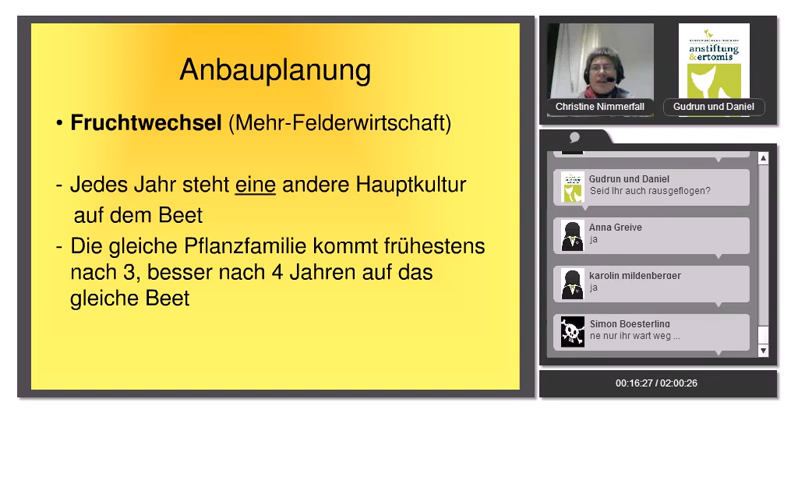 Anbauplanung
• Fruchtwechsel (Mehr-Felderwirtschaft)
- Jedes Jahr steht eine andere Hauptkultur
auf dem Beet
- Die gleiche Pflanzfamilie kommt frühestens
nach 3, besser nach 4 Jahren auf das
gleiche Beet
anstiftung
&ertomis
Christine Nimmerfall
Gudrun und Daniel
Gudrun und Daniel
Seid Ihr auch rausgeflogen?
Anna Greive
ja
karolin mildenberger
ja
Simon Boesterling
ne nur ihr wart weg ...
00:16:27 / 02:00:26